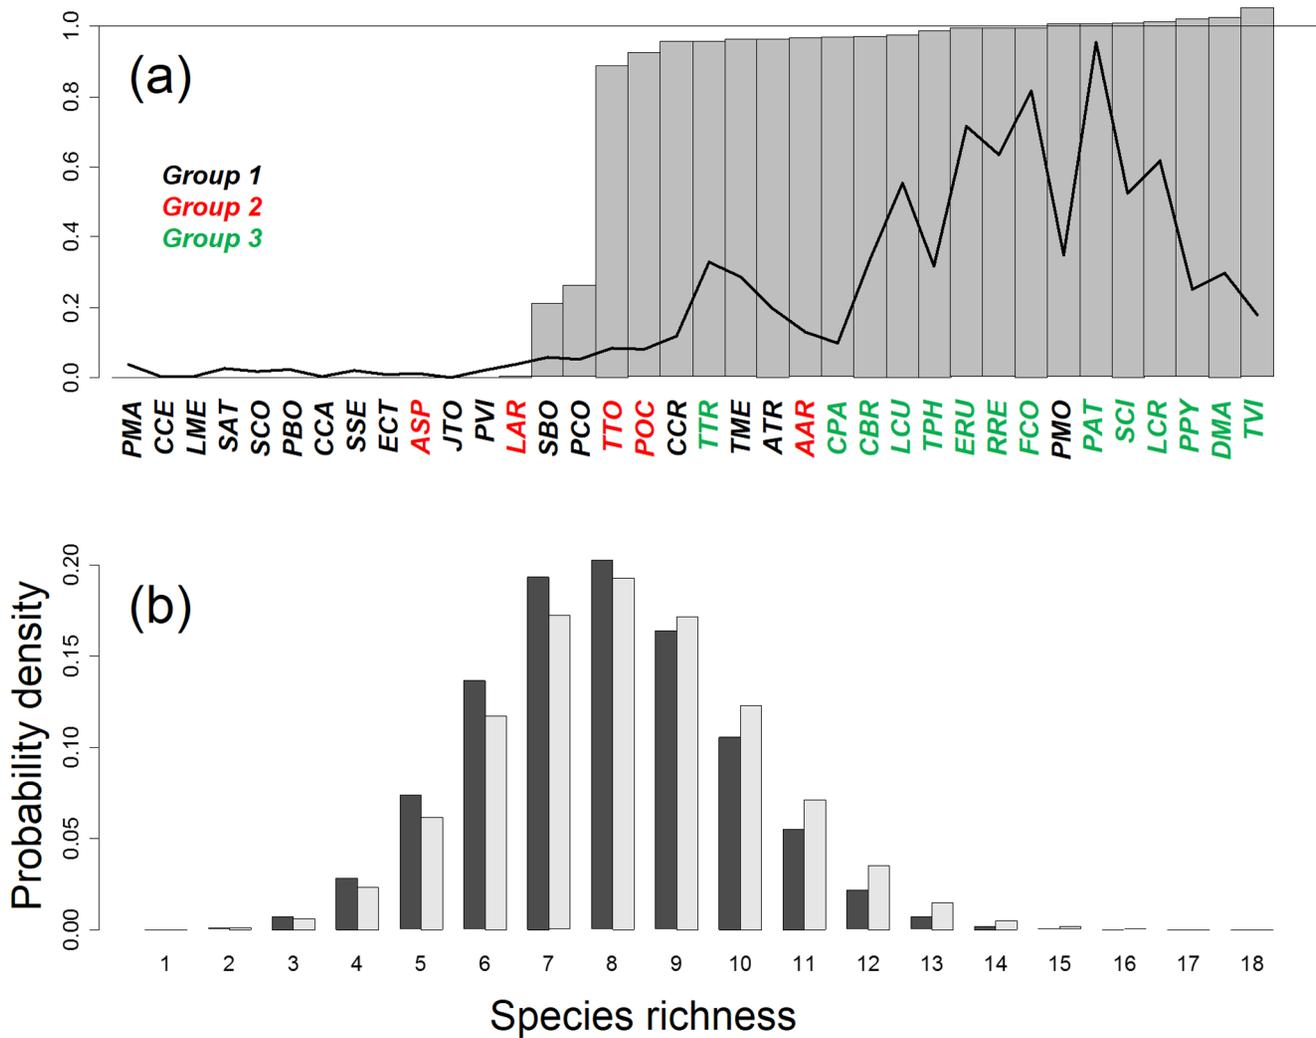 (a)
1.0
0.8
0.6
0.4
0.2
0.0
Group 1
Group 2
Group 3
PMA CCE LME SAT SCO PBO CCA SSE ECT ASP JTO PVI LAR SBO PCO TTO POC CCR TTR TME ATR AAR CPA CBR LCU TPH ERU RRE FCO PMO PAT SCI LCR PPY DMA TVI
(b)
Probability density
0.20
0.15
0.10
0.05
0.00
1 2 3 4 5 6 7 8 9 10 11 12 13 14 15 16 17 18
Species richness